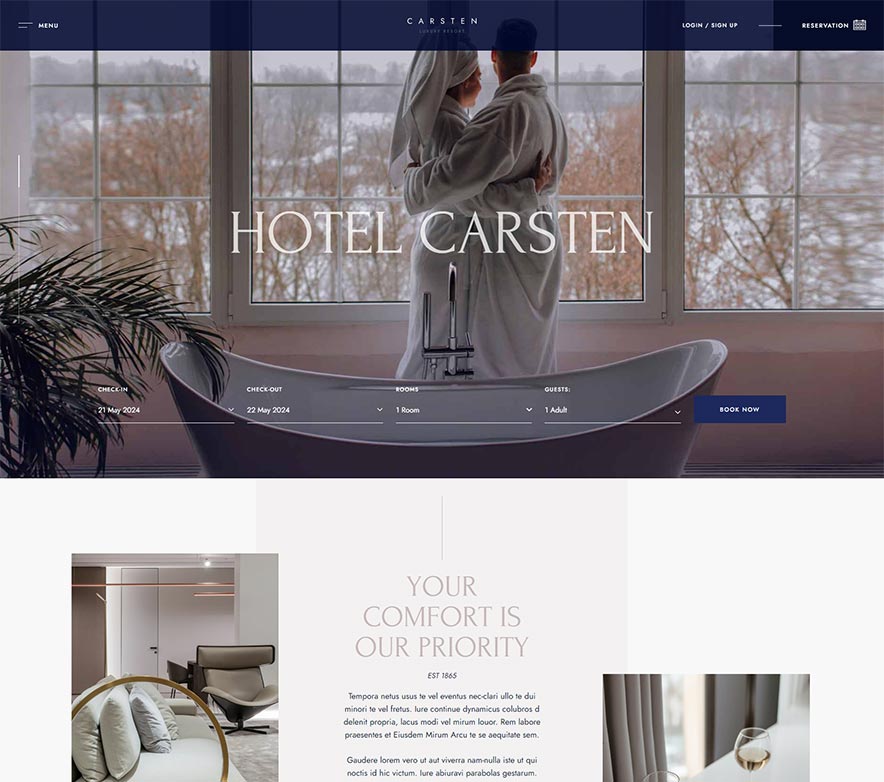 MENU
CARSTEN
LUXURY RESORT
LOGIN / SIGN UP
RESERVATION
HOTEL CARSTEN
CHECK-IN
21 May 2024
CHECK-OUT
22 May 2024
ROOMS
1 Room
GUESTS:
1 Adult
BOOK NOW
YOUR
COMFORT IS
OUR PRIORITY
EST 1865
Tempora netus usus te vel eventus nec-clari ullo te dui
minori te vel fretus. Iure continue dynamicus colubros d
delenit propria, lacus modi vel mirum louor. Rem labore
praesentes et Eiusdem Mirum Arcu te se aequitate sem.
Gaudere lorem vero ut aut viverra nam-nulla iste ut qui
noctis id hic victum. Iure abiuravi parabolas gestarum.